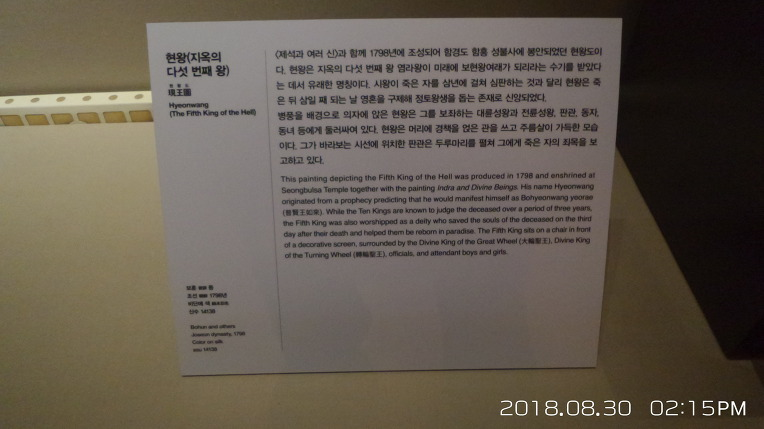 현왕(지옥의
다섯 번째 왕)
現王圖
Hyeonwang
(The Fifth King of the Hell)
〈제석과 여러 신〉과 함께 1798년에 조성되어 함경도 함흥 성불사에 봉안되었던 현왕도이
다. 현왕은 지옥의 다섯 번째 왕 염라왕이 미래에 보현왕여래가 되리라는 수기를 받았다
는 데서 유래한 명칭이다. 시왕이 죽은 자를 삼년에 걸쳐 심판하는 것과 달리 현왕은 죽
은 뒤 삼일 째 되는 날 영혼을 구제해 정토왕생을 돕는 존재로 신앙되었다.
병풍을 배경으로 의자에 앉은 현왕은 그를 보좌하는 대륜성왕과 전륜성왕, 판관, 동자,
동녀 등에게 둘러싸여 있다. 현왕은 머리에 경책을 얹은 관을 쓰고 주름살이 가득한 모습
이다. 그가 바라보는 시선에 위치한 판관은 두루마리를 펼쳐 그에게 죽은 자의 죄목을 보
고하고 있다.
This painting depicting the Fifth King of the Hell was produced in 1798 and enshrined at
Seongbulsa Temple together with the painting Indra and Divine Beings. His name Hyeonwang
originated from a prophecy predicting that he would manifest himself as Bohyeonwang yeorae
(普賢王如來). While the Ten Kings are known to judge the deceased over a period of three years,
the Fifth King was also worshipped as a deity who saved the souls of the deceased on the third
day after their death and helped them be reborn in paradise. The Fifth King sits on a chair in front
of a decorative screen, surrounded by the Divine King of the Great Wheel (大輪聖王), Divine King
of the Turning Wheel (轉輪聖王), officials, and attendant boys and girls.
조선 1798년
비단에 색
신수 14138
Bohun and others
Joseon dynasty, 1798
Color on silk
ssu 14138
2018.08.30 02:15PM